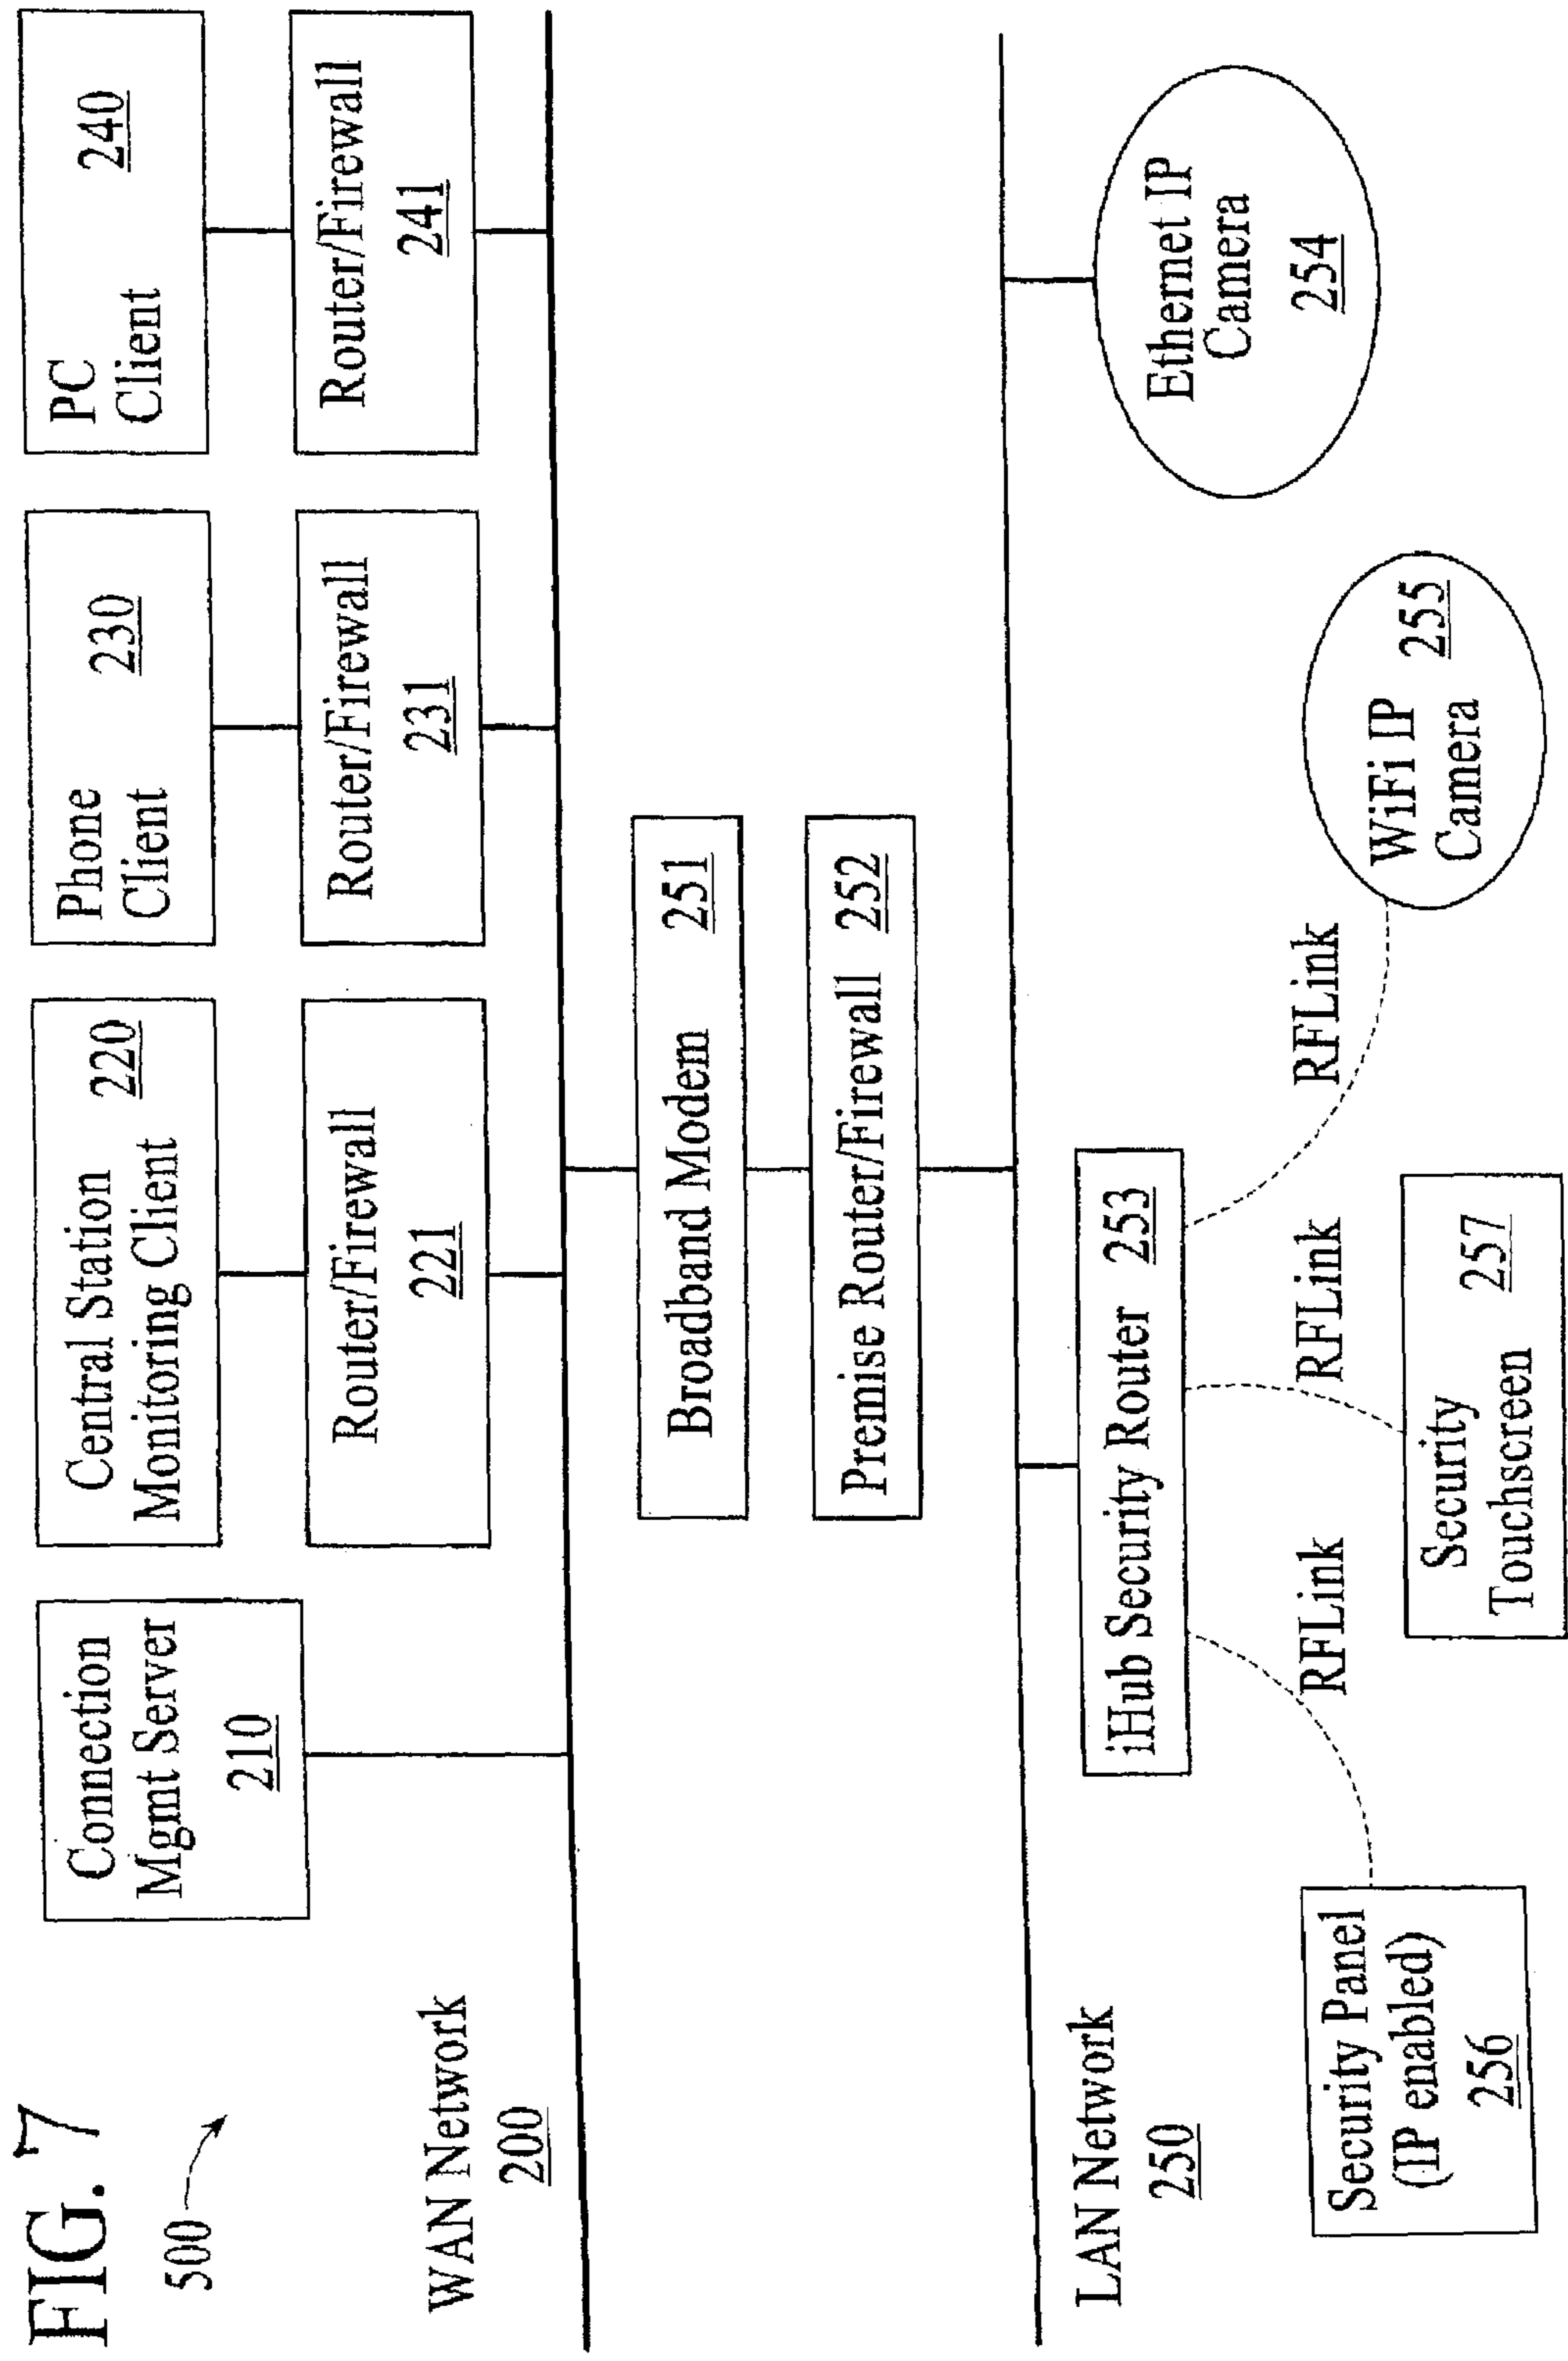 FIG. 7
500
Connection
Mgmt Server
210
Central Station
Monitoring Client
220
Phone
Client
230
PC
Client
240
Router/Firewall
221
Router/Firewall
231
Router/Firewall
241
WAN Network
200
Broadband Modem 251
Premise Router/Firewall 252
LAN Network
250
iHub Security Router 253
Ethernet IP
Camera
254
RFLink
RFLink
RFLink
Security Panel
(IP enabled)
256
Security
Touchscreen
257
WiFi IP
Camera
255